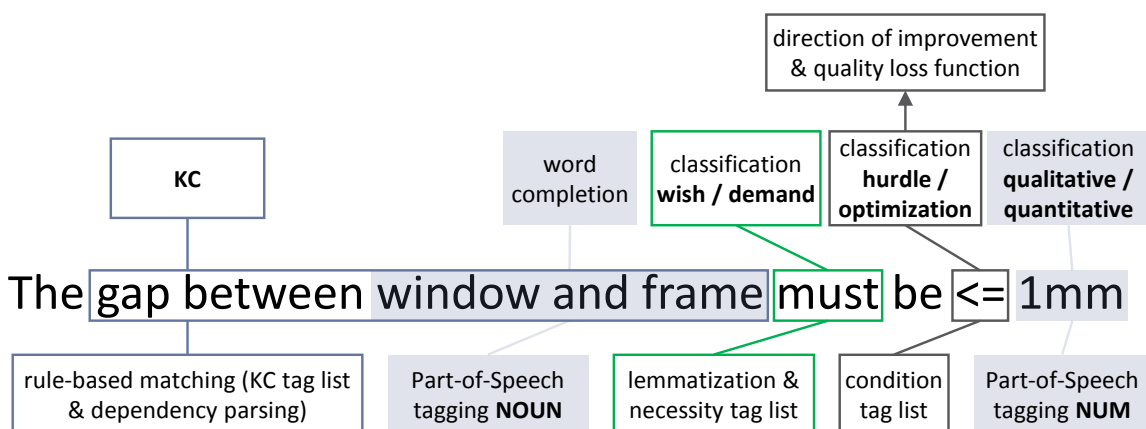 direction of improvement
& quality loss function
KC
word
completion
classification
wish / demand
classification
hurdle /
optimization
classification
qualitative /
quantitative
The gap between window and frame must be <= 1mm
rule-based matching (KC tag list
& dependency parsing)
Part-of-Speech
tagging NOUN
lemmatization &
necessity tag list
condition
tag list
Part-of-Speech
tagging NUM